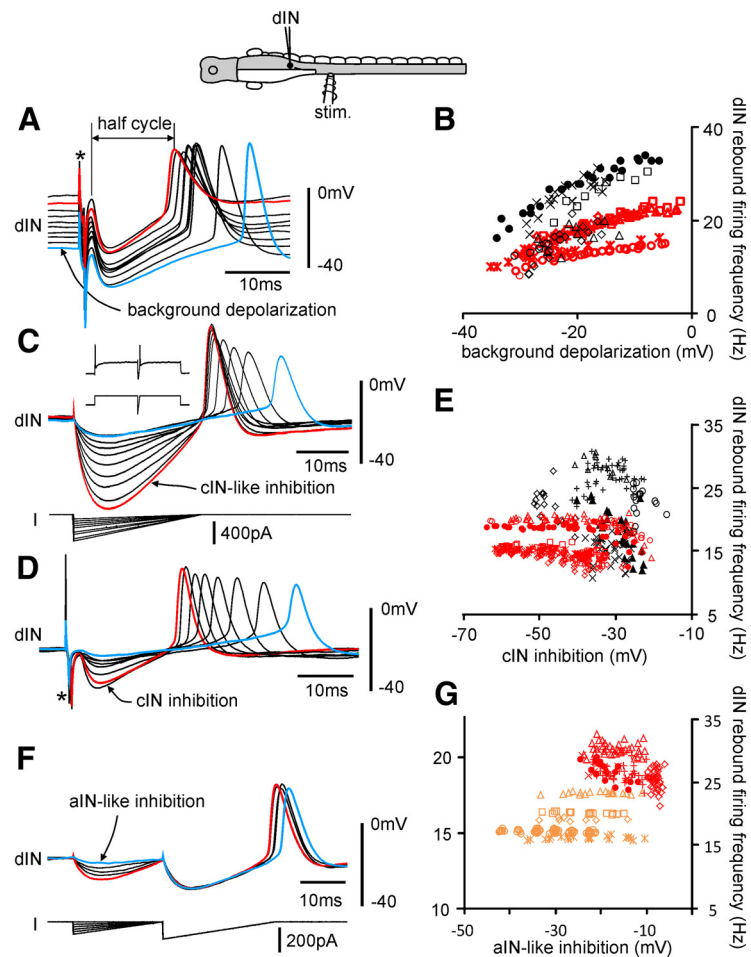 dIN
stim.
A
half cycle
*
0mV
dIN
-40
10ms
background depolarization
B
40
20
0
-40
-20
0
background depolarization (mV)
dIN rebound firing frequency (Hz)
C
0mV
dIN
-40
10ms
cIN-like inhibition
I
400pA
D
0mV
dIN
-40
*
cIN inhibition
10ms
E
35
25
15
5
-70
-50
-30
-10
cIN inhibition (mV)
dIN rebound firing frequency (Hz)
F
aIN-like inhibition
0mV
dIN
-40
10ms
I
200pA
G
20
15
10
35
25
15
5
-50
-30
-10
aIN-like inhibition (mV)
dIN rebound firing frequency (Hz)